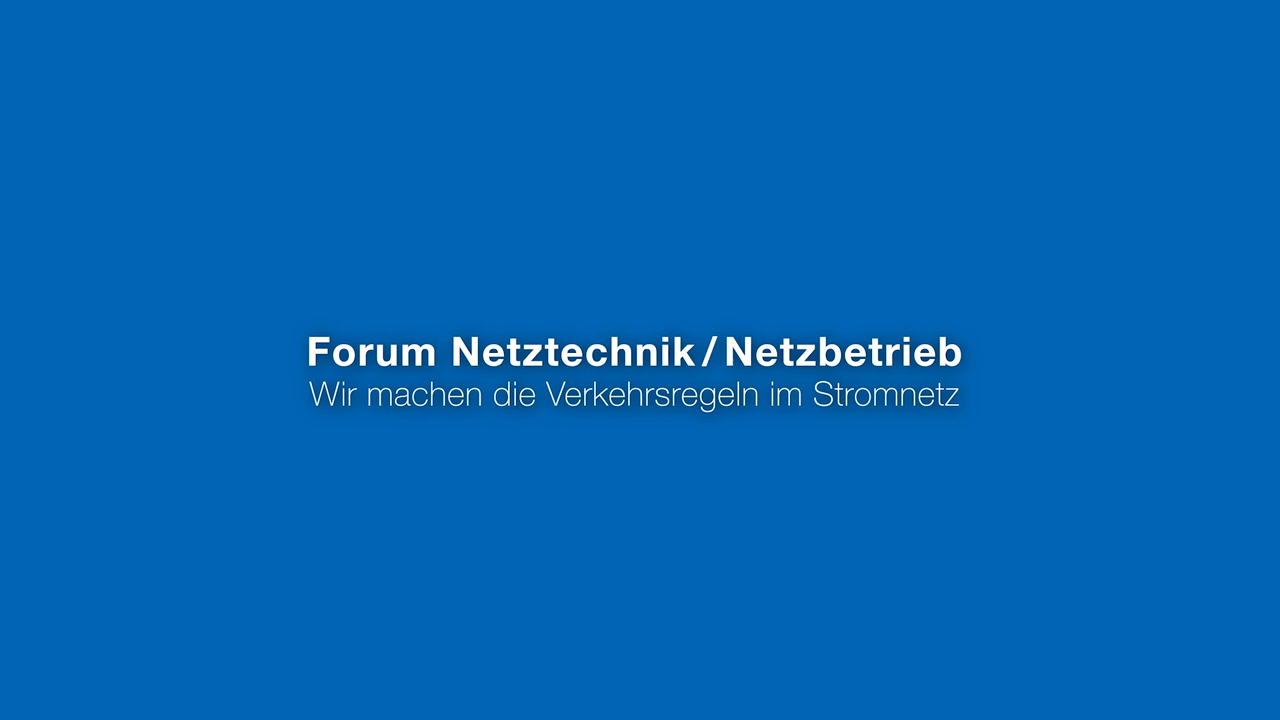 Forum Netztechnik / Netzbetrieb
Wir machen die Verkehrsregeln im Stromnetz